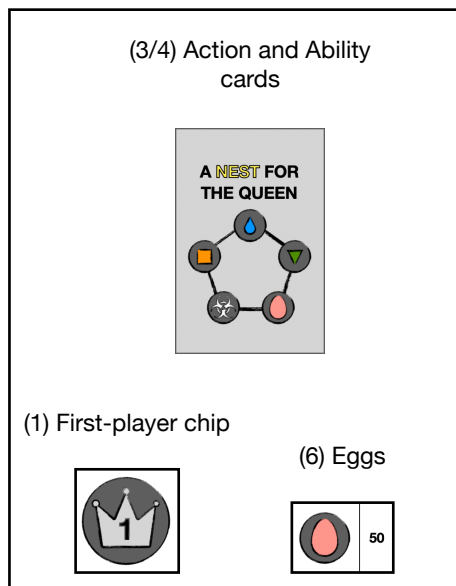 (3/4) Action and Ability
cards
A NEST FOR
THE QUEEN
(1) First-player chip
1
(6) Eggs
50